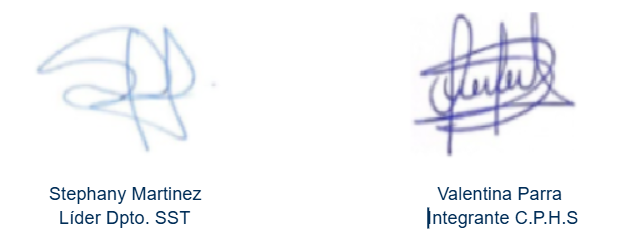 Stephany Martinez
Líder Dpto. SST
Valentina Parra
Integrante C.P.H.S